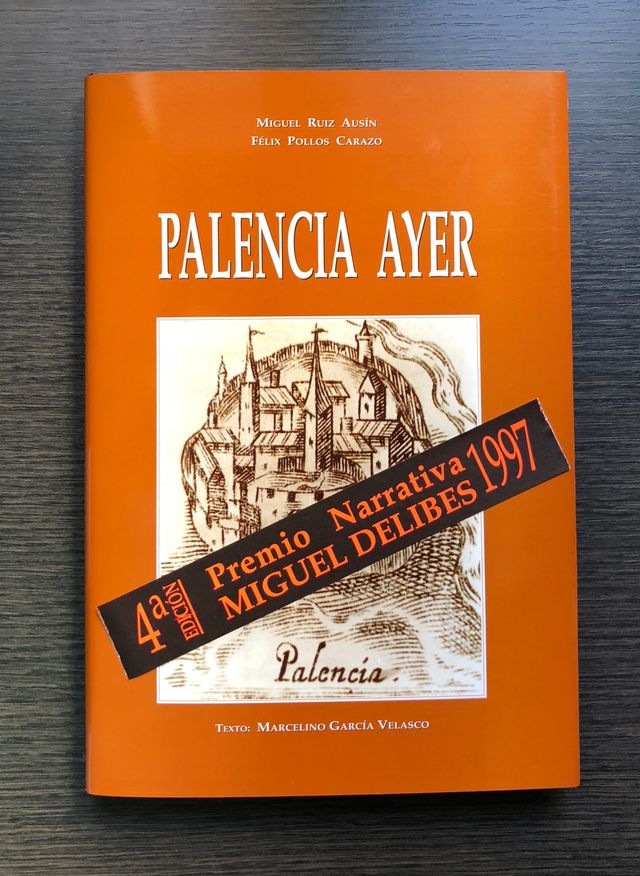 MIGUEL RUIZ AUSÍN
FÉLIX POLLOS CARAZO
PALENCIA AYER
4ª EDICIÓN
Premio Narrativa
MIGUEL DELIBES 1997
Palencia.
TEXTO: MARCELINO GARCÍA VELASCO